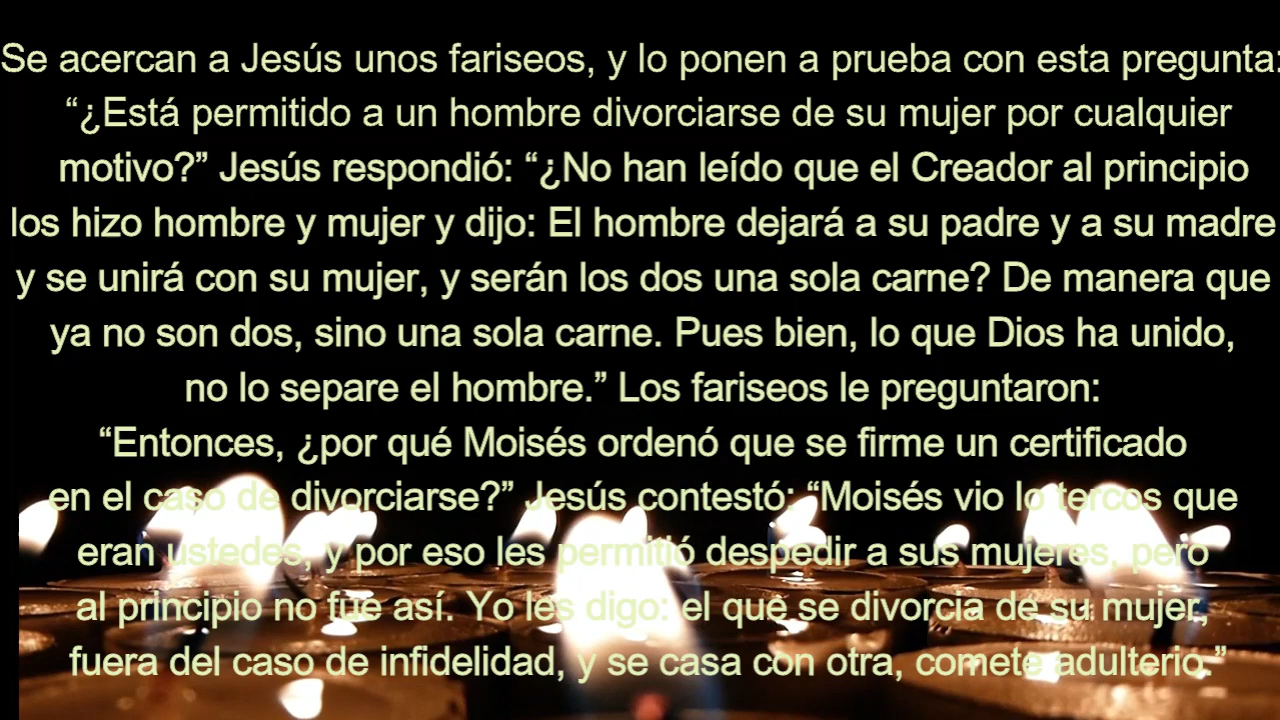 Se acercan a Jesús unos fariseos, y lo ponen a prueba con esta pregunta:
“¿Está permitido a un hombre divorciarse de su mujer por cualquier
motivo?” Jesús respondió: “¿No han leído que el Creador al principio
los hizo hombre y mujer y dijo: El hombre dejará a su padre y a su madre
y se unirá con su mujer, y serán los dos una sola carne? De manera que
ya no son dos, sino una sola carne. Pues bien, lo que Dios ha unido,
no lo separe el hombre.” Los fariseos le preguntaron:
“Entonces, ¿por qué Moisés ordenó que se firme un certificado
en el caso de divorciarse?” Jesús contestó: “Moisés vio lo tercos que
eran ustedes, y por eso les permitió despedir a sus mujeres, pero
al principio no fue así. Yo les digo: el que se divorcia de su mujer,
fuera del caso de infidelidad, y se casa con otra, comete adulterio.”